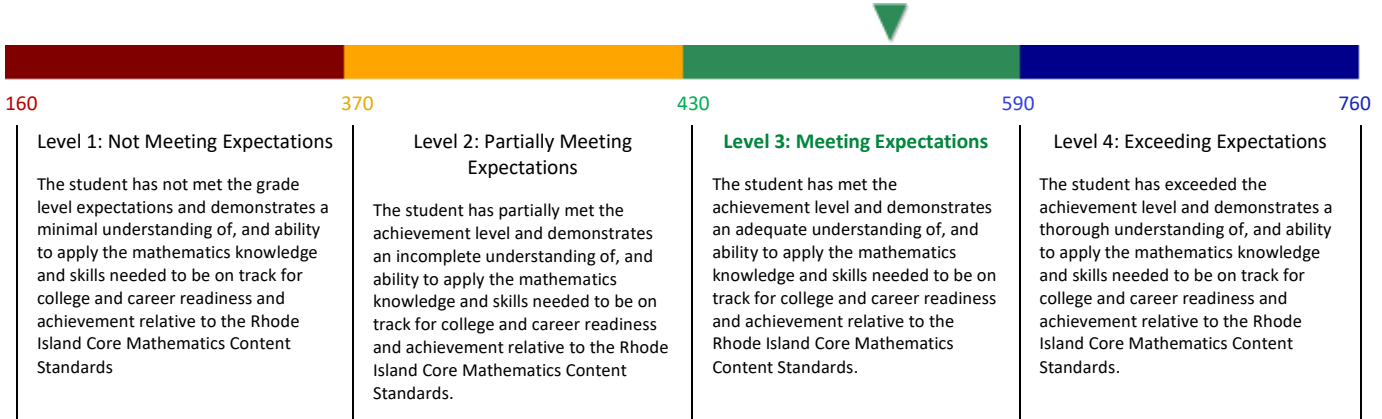 160 370 430 590 760
Level 1: Not Meeting Expectations
The student has not met the grade
level expectations and demonstrates a
minimal understanding of, and ability
to apply the mathematics knowledge
and skills needed to be on track for
college and career readiness and
achievement relative to the Rhode
Island Core Mathematics Content
Standards
Level 2: Partially Meeting
Expectations
The student has partially met the
achievement level and demonstrates
an incomplete understanding of, and
ability to apply the mathematics
knowledge and skills needed to be on
track for college and career readiness
and achievement relative to the Rhode
Island Core Mathematics Content
Standards.
Level 3: Meeting Expectations
The student has met the
achievement level and demonstrates
an adequate understanding of, and
ability to apply the mathematics
knowledge and skills needed to be on
track for college and career readiness
and achievement relative to the
Rhode Island Core Mathematics
Content Standards.
Level 4: Exceeding Expectations
The student has exceeded the
achievement level and demonstrates a
thorough understanding of, and ability
to apply the mathematics knowledge
and skills needed to be on track for
college and career readiness and
achievement relative to the Rhode
Island Core Mathematics Content
Standards.